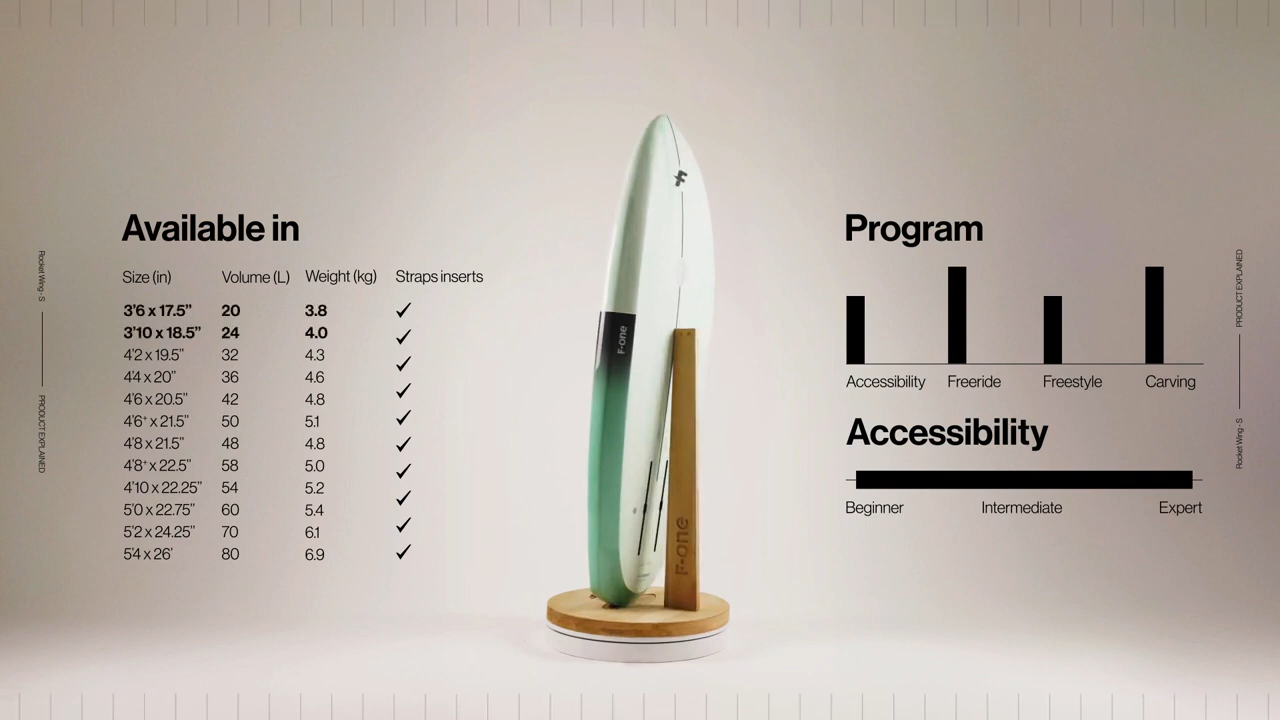 Available in
Size (in) Volume (L) Weight (kg) Straps inserts
3'6 x 17.5" 20 3.8 ✓
3'10 x 18.5" 24 4.0 ✓
4'2 x 19.5" 32 4.3 ✓
4'4 x 20" 36 4.6 ✓
4'6 x 20.5" 42 4.8 ✓
4'6⁺ x 21.5" 50 5.1 ✓
4'8 x 21.5" 48 4.8 ✓
4'8⁺ x 22.5" 58 5.0 ✓
4'10 x 22.25" 54 5.2 ✓
5'0 x 22.75" 60 5.4 ✓
5'2 x 24.25" 70 6.1
5'4 x 26' 80 6.9
Rocket Wing - S
PRODUCT EXPLAINED
F-one
F-one
Program
Accessibility Freeride Freestyle Carving
Accessibility
Beginner Intermediate Expert
PRODUCT EXPLAINED
Rocket Wing - S